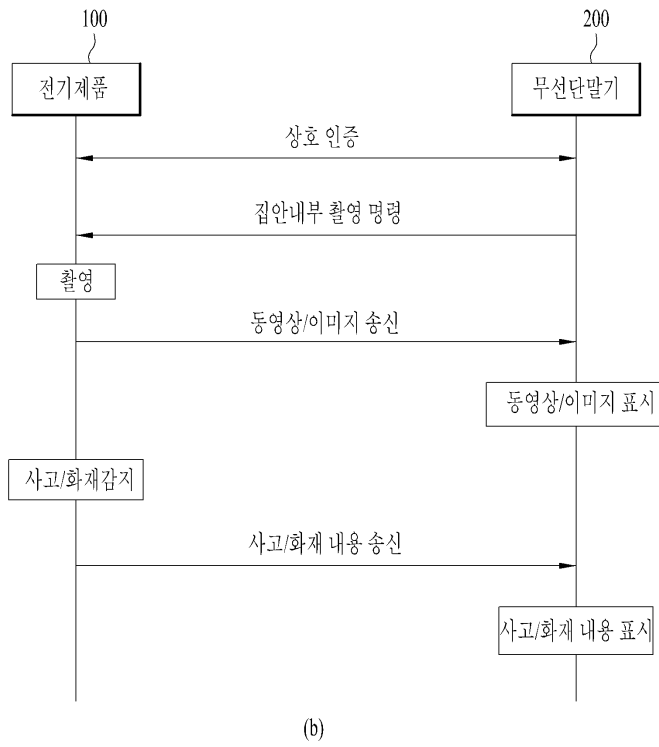 100
200
전기제품
무선단말기
상호 인증
집안내부 촬영 명령
촬영
동영상/이미지 송신
동영상/이미지 표시
사고/화재감지
사고/화재 내용 송신
사고/화재 내용 표시
(b)